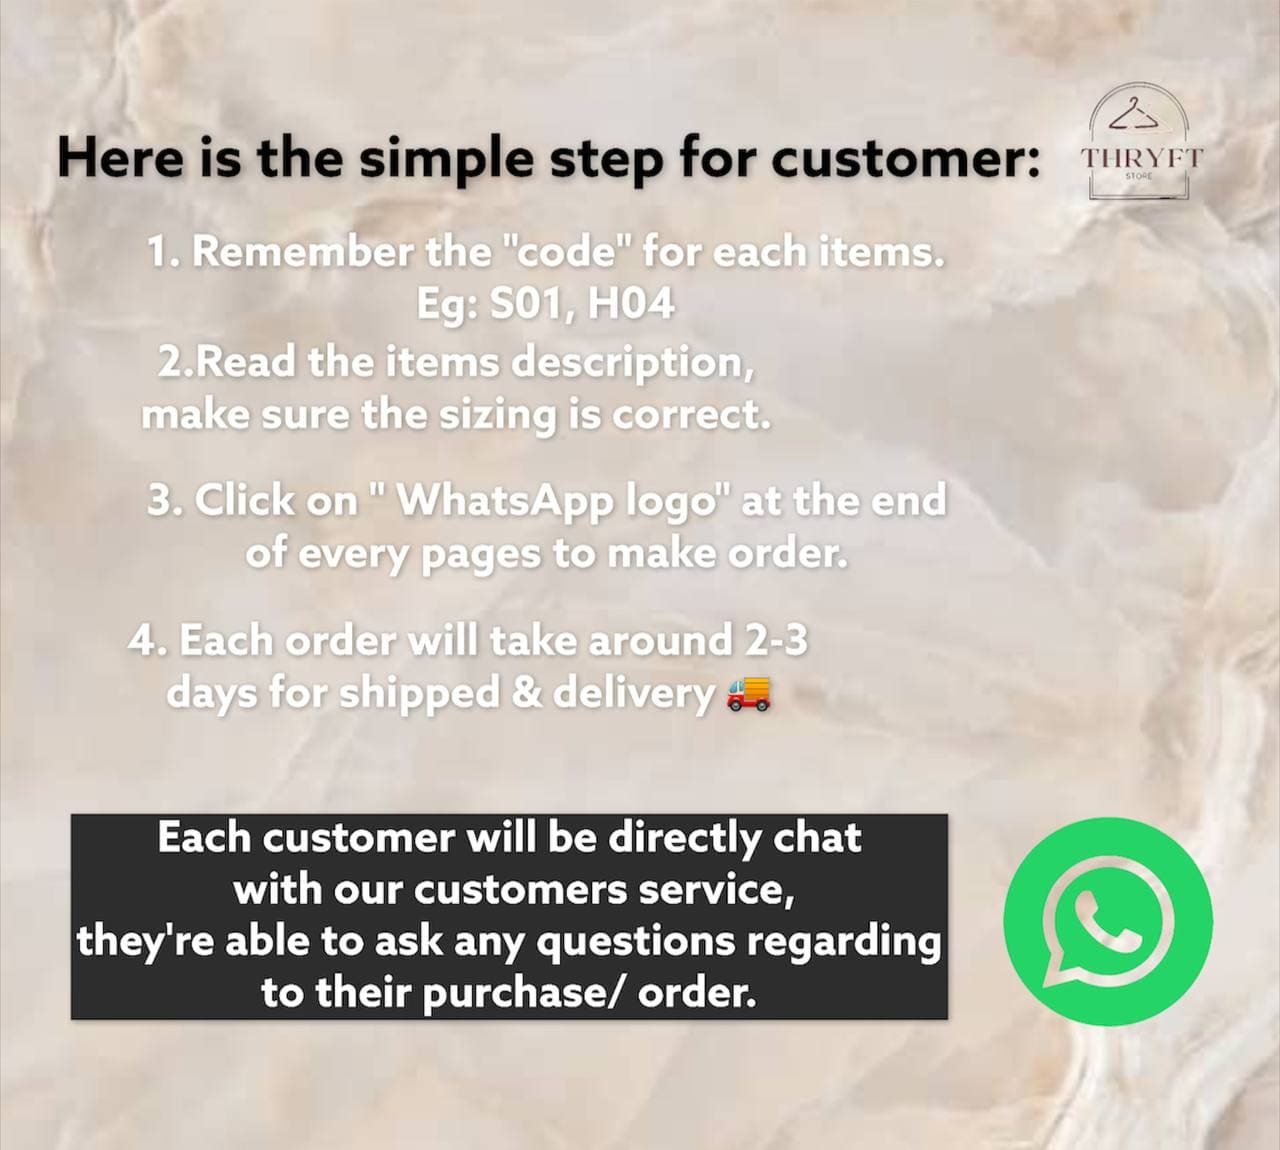 Here is the simple step for customer:
THRYFT
STORE
1. Remember the "code" for each items.
Eg: S01, H04
2.Read the items description,
make sure the sizing is correct.
3. Click on " WhatsApp logo" at the end
of every pages to make order.
4. Each order will take around 2-3
days for shipped & delivery 🚚
Each customer will be directly chat
with our customers service,
they're able to ask any questions regarding
to their purchase/ order.